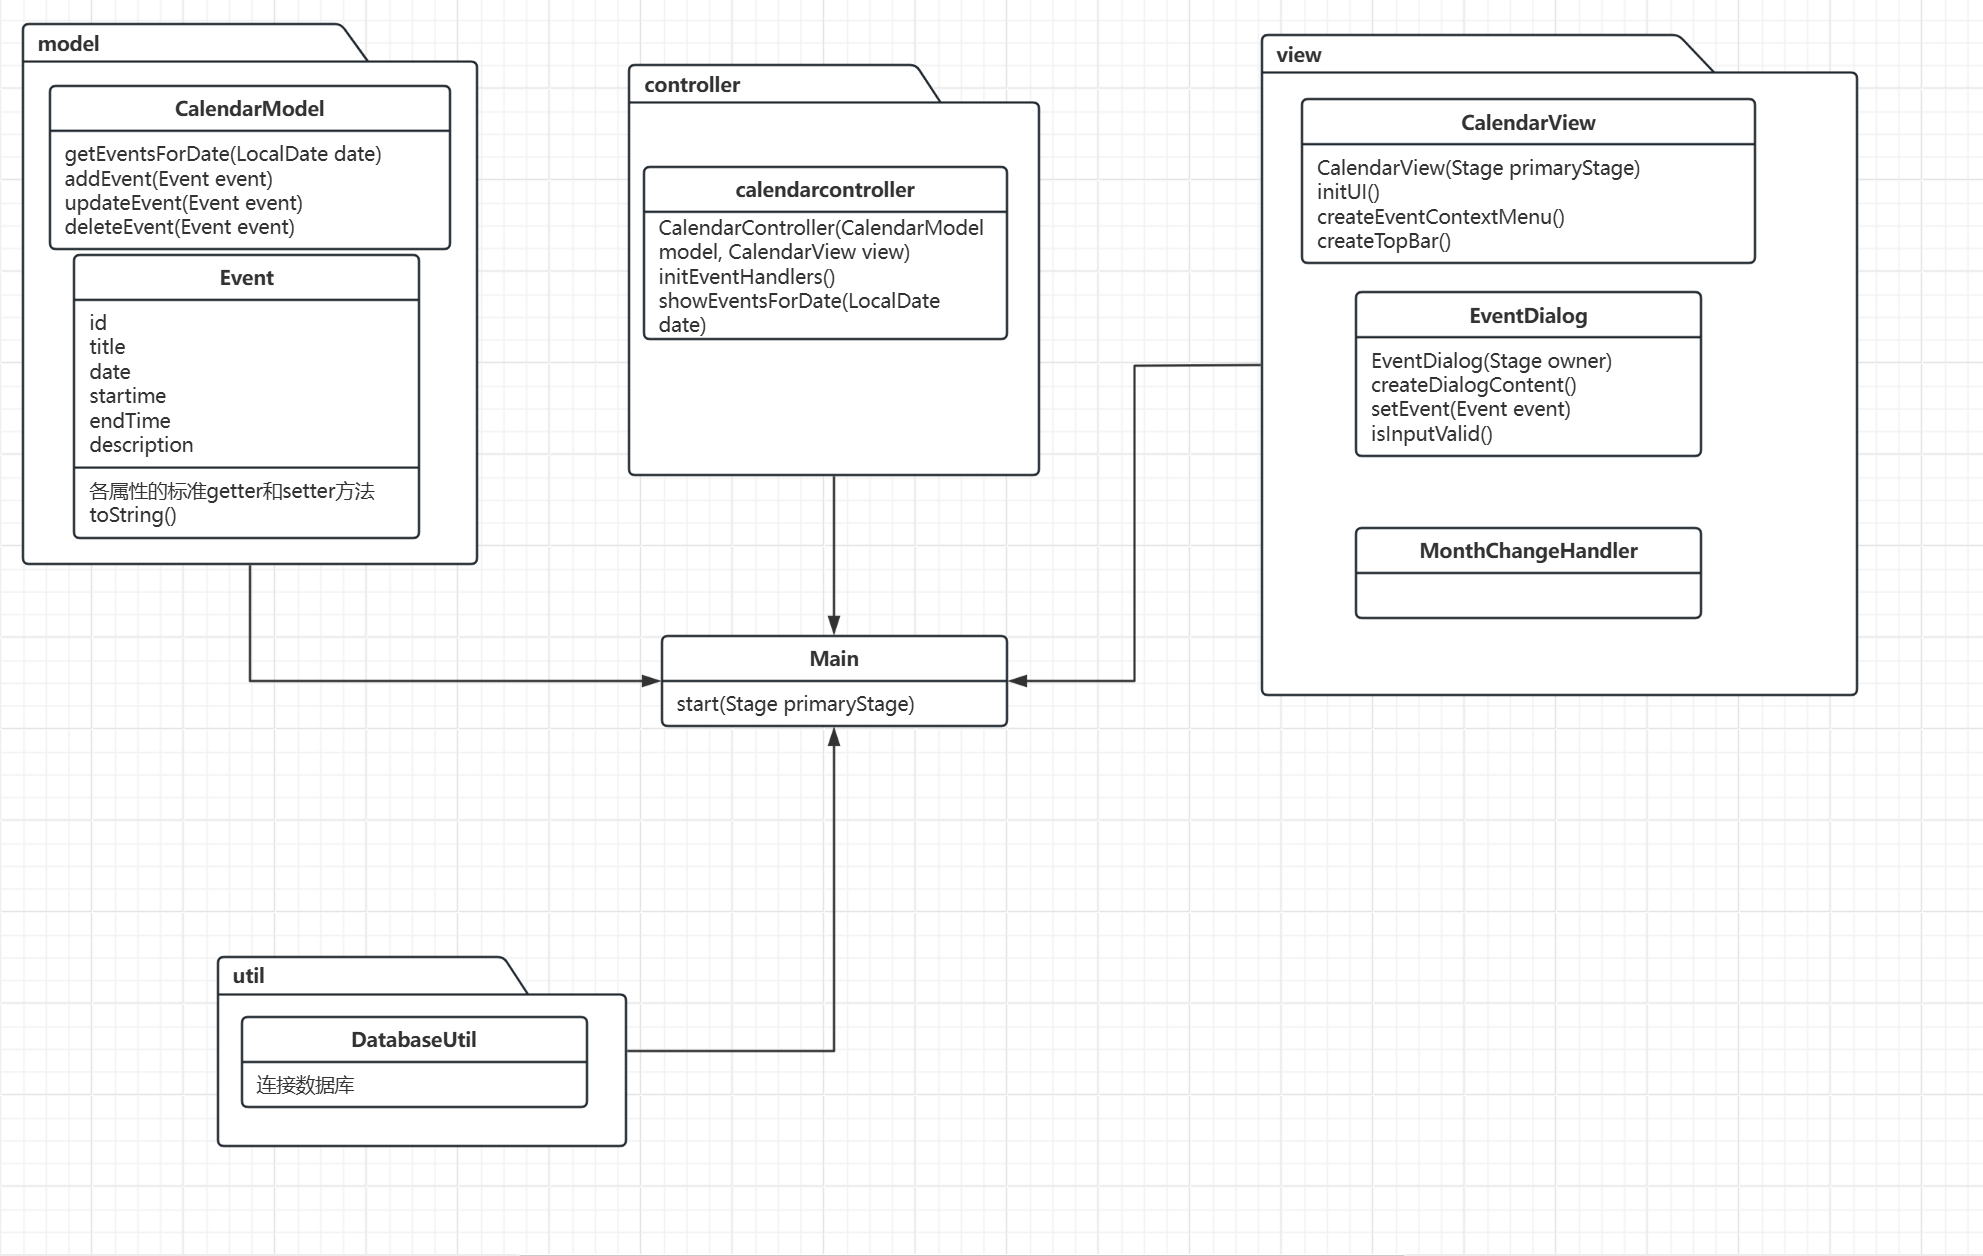 model
CalendarModel
getEventsForDate(LocalDate date)
addEvent(Event event)
updateEvent(Event event)
deleteEvent(Event event)
Event
id
title
date
startime
endTime
description
各属性的标准getter和setter方法
toString()
controller
calendarcontroller
CalendarController(CalendarModel
model, CalendarView view)
initEventHandlers()
showEventsForDate(LocalDate
date)
view
CalendarView
CalendarView(Stage primaryStage)
initUI()
createEventContextMenu()
createTopBar()
EventDialog
EventDialog(Stage owner)
createDialogContent()
setEvent(Event event)
isInputValid()
MonthChangeHandler
Main
start(Stage primaryStage)
util
DatabaseUtil
连接数据库